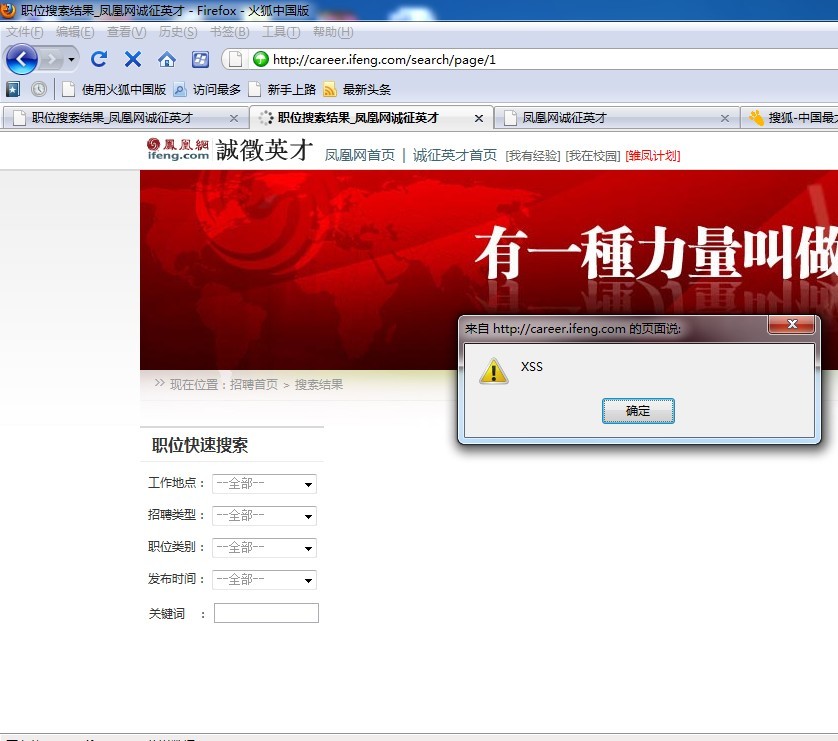 职位搜索结果_凤凰网诚征英才 - Firefox - 火狐中国版
文件(F) 编辑(E) 查看(V) 历史(S) 书签(B) 工具(T) 帮助(H)
http://career.ifeng.com/search/page/1
使用火狐中国版 访问最多 新手上路 最新头条
职位搜索结果_凤凰网诚征英才 职位搜索结果_凤凰网诚征英才 凤凰网诚征英才 搜狐-中国最大
鳳凰網 ifeng.com 誠徵英才 凤凰网首页 | 诚征英才首页 [我有经验] [我在校园] [雏凤计划]
有一種力量叫做
来自 http://career.ifeng.com 的页面说:
XSS
确定
>> 现在位置：招聘首页 > 搜索结果
职位快速搜索
工作地点： --全部--
招聘类型： --全部--
职位类别： --全部--
发布时间： --全部--
关键词 ：